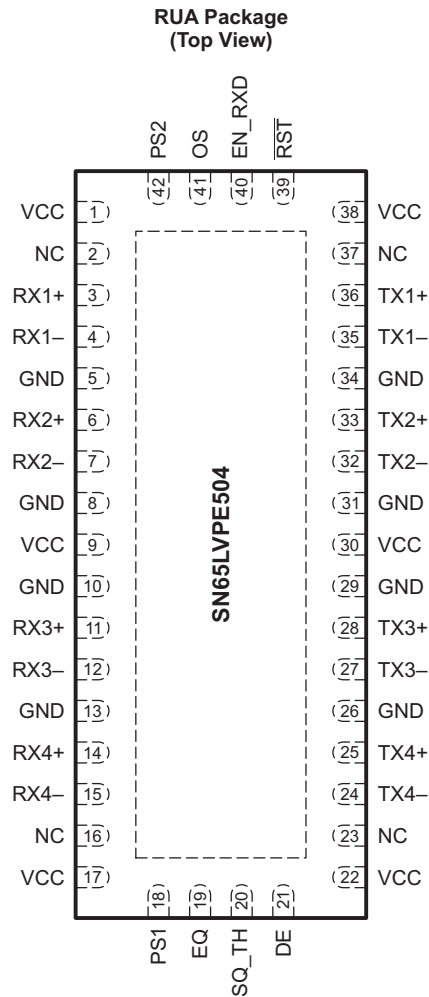 RUA Package
(Top View)
PS2
OS
EN_RXD
R̅S̅T̅
42
41
40
39
VCC 1
38 VCC
NC 2
37 NC
RX1+ 3
36 TX1+
RX1– 4
35 TX1–
GND 5
34 GND
RX2+ 6
33 TX2+
RX2– 7
32 TX2–
GND 8
31 GND
VCC 9
30 VCC
GND 10
29 GND
RX3+ 11
28 TX3+
RX3– 12
27 TX3–
GND 13
26 GND
RX4+ 14
25 TX4+
RX4– 15
24 TX4–
NC 16
23 NC
VCC 17
22 VCC
SN65LVPE504
18
19
20
21
PS1
EQ
SQ_TH
DE